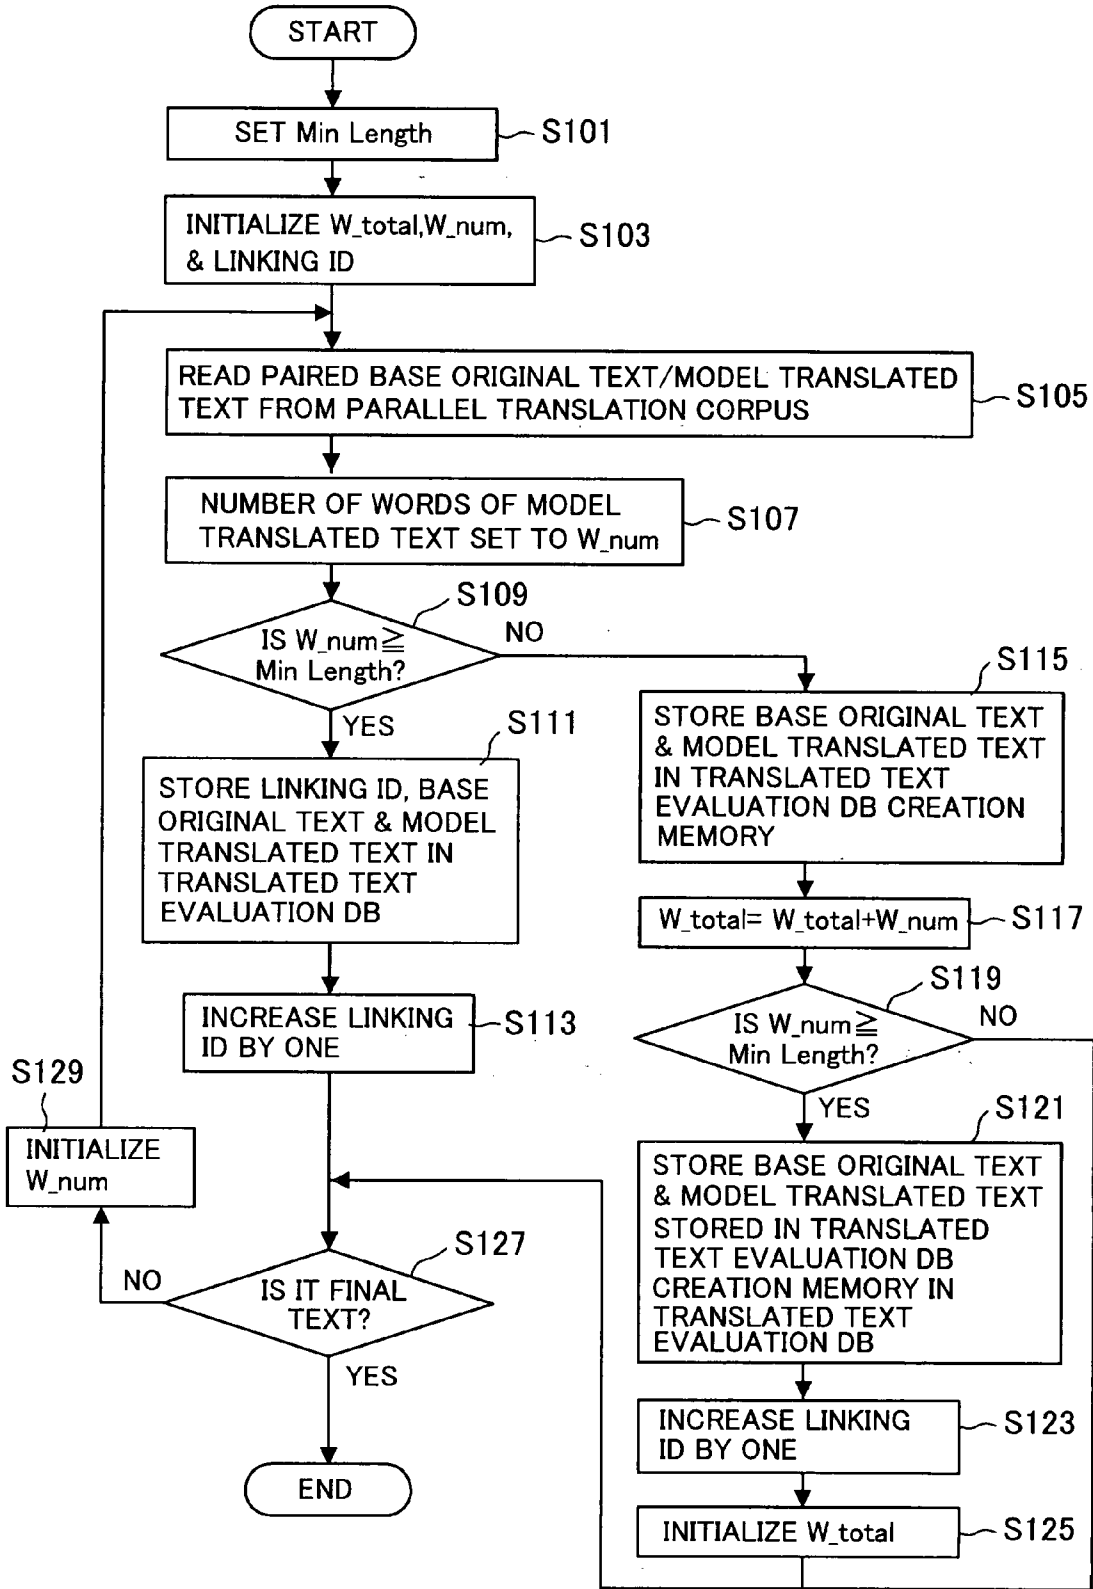 START
SET Min Length
S101
INITIALIZE W_total,W_num,
& LINKING ID
S103
READ PAIRED BASE ORIGINAL TEXT/MODEL TRANSLATED
TEXT FROM PARALLEL TRANSLATION CORPUS
S105
NUMBER OF WORDS OF MODEL
TRANSLATED TEXT SET TO W_num
S107
S109
IS W_num≧
Min Length?
NO
YES
S111
STORE LINKING ID, BASE
ORIGINAL TEXT & MODEL
TRANSLATED TEXT IN
TRANSLATED TEXT
EVALUATION DB
INCREASE LINKING
ID BY ONE
S113
S115
STORE BASE ORIGINAL TEXT
& MODEL TRANSLATED TEXT
IN TRANSLATED TEXT
EVALUATION DB CREATION
MEMORY
W_total= W_total+W_num
S117
S119
IS W_num≧
Min Length?
NO
YES
S121
STORE BASE ORIGINAL TEXT
& MODEL TRANSLATED TEXT
STORED IN TRANSLATED
TEXT EVALUATION DB
CREATION MEMORY IN
TRANSLATED TEXT
EVALUATION DB
INCREASE LINKING
ID BY ONE
S123
INITIALIZE W_total
S125
S127
IS IT FINAL
TEXT?
NO
YES
S129
INITIALIZE
W_num
END